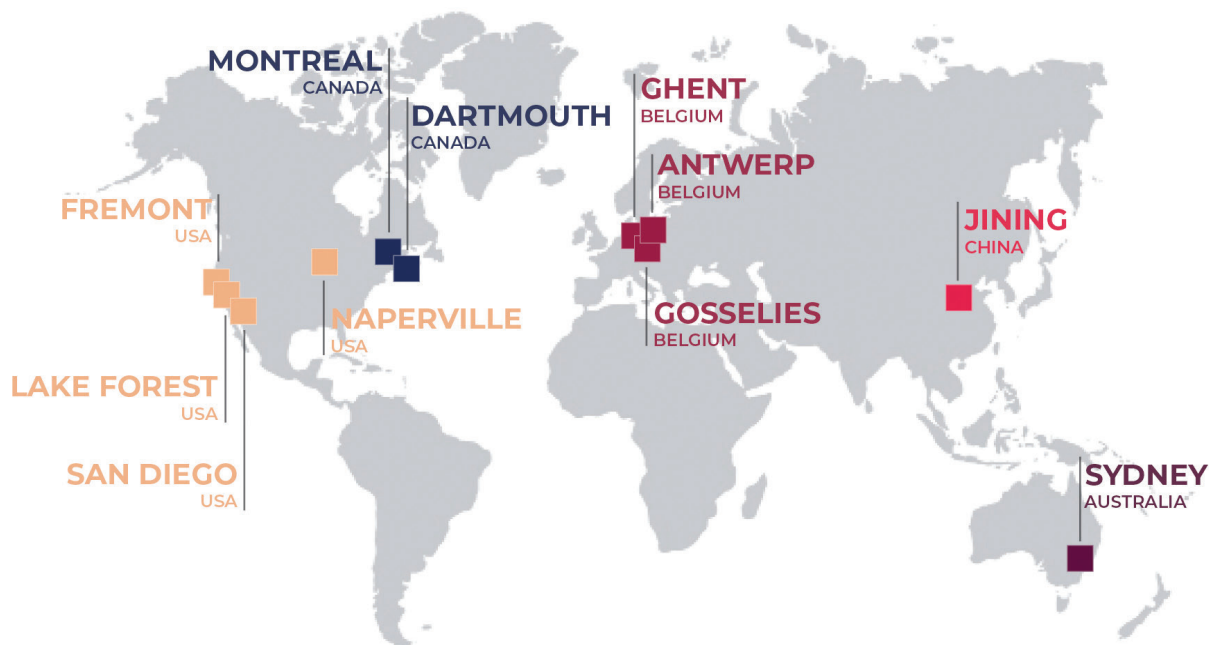 MONTREAL
CANADA
DARTMOUTH
CANADA
GHENT
BELGIUM
ANTWERP
BELGIUM
FREMONT
USA
JINING
CHINA
NAPERVILLE
USA
GOSSELIES
BELGIUM
LAKE FOREST
USA
SAN DIEGO
USA
SYDNEY
AUSTRALIA